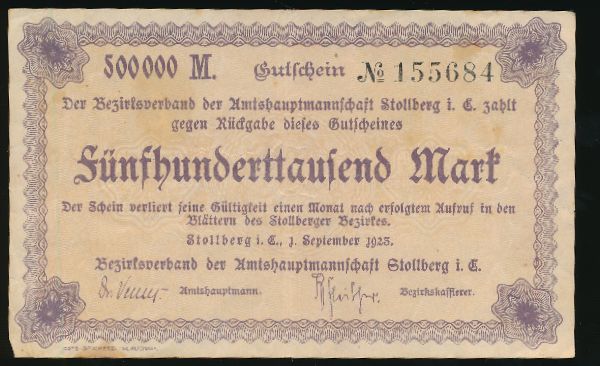 500000 M. Gutschein № 155684
Der Bezirksverband der Amtshauptmannschaft Stollberg i. E. zahlt
gegen Rückgabe dieses Gutscheines
Fünfhunderttausend Mark
Der Schein verliert seine Gültigkeit einen Monat nach erfolgtem Aufruf in den
Blättern des Stollberger Bezirkes.
Stollberg i. E., 1. September 1923.
Bezirksverband der Amtshauptmannschaft Stollberg i. E.
Amtshauptmann. Bezirkskassierer.